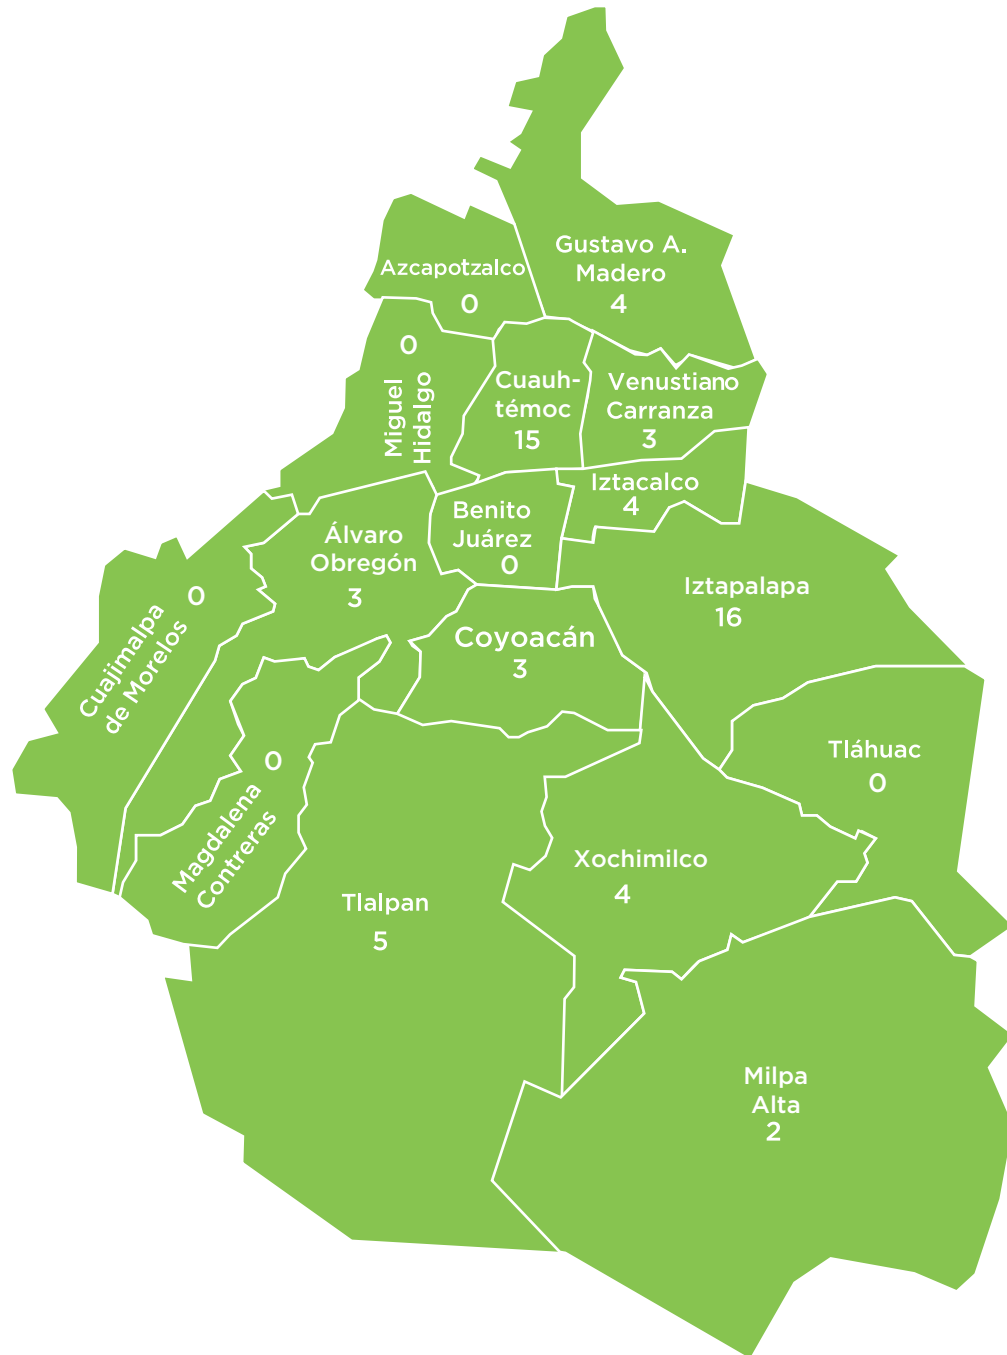 Gustavo A.
Madero
4
Azcapotzalco
0
0
Miguel
Hidalgo
Cuauh-
témoc
15
Venustiano
Carranza
3
Iztacalco
4
Benito
Juárez
0
Álvaro
Obregón
3
Iztapalapa
16
Cuajimalpa
de Morelos
0
Coyoacán
3
Tláhuac
0
Magdalena
Contreras
0
Xochimilco
4
Tlalpan
5
Milpa
Alta
2